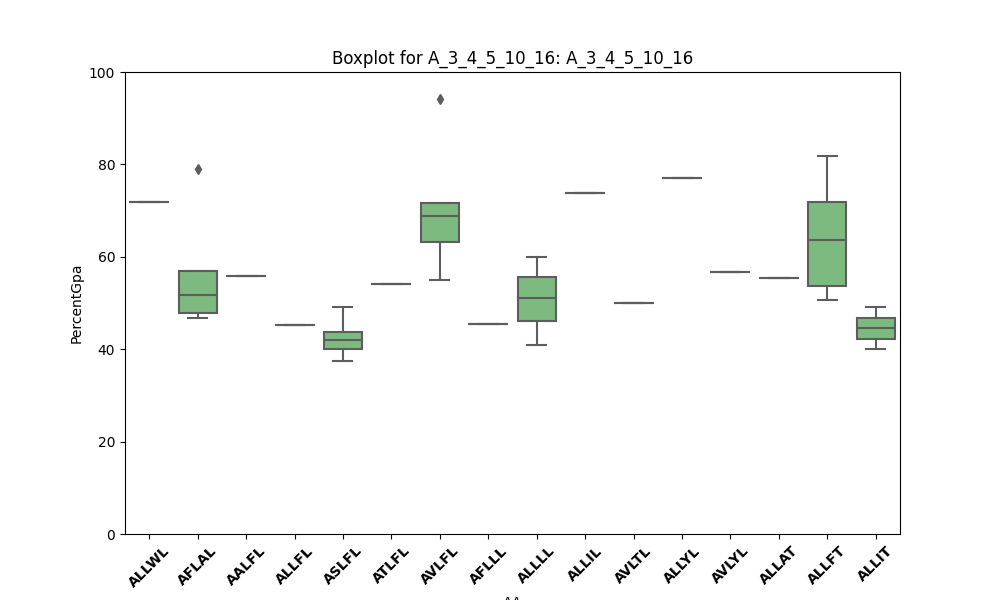 Boxplot for A_3_4_5_10_16: A_3_4_5_10_16
100
80
60
40
20
0
PercentGpa
ALLWL
AFLAL
AALFL
ALLFL
ASLFL
ATLFL
AVLFL
AFLLL
ALLLL
ALLIL
AVLTL
ALLYL
AVLYL
ALLAT
ALLFT
ALLIT